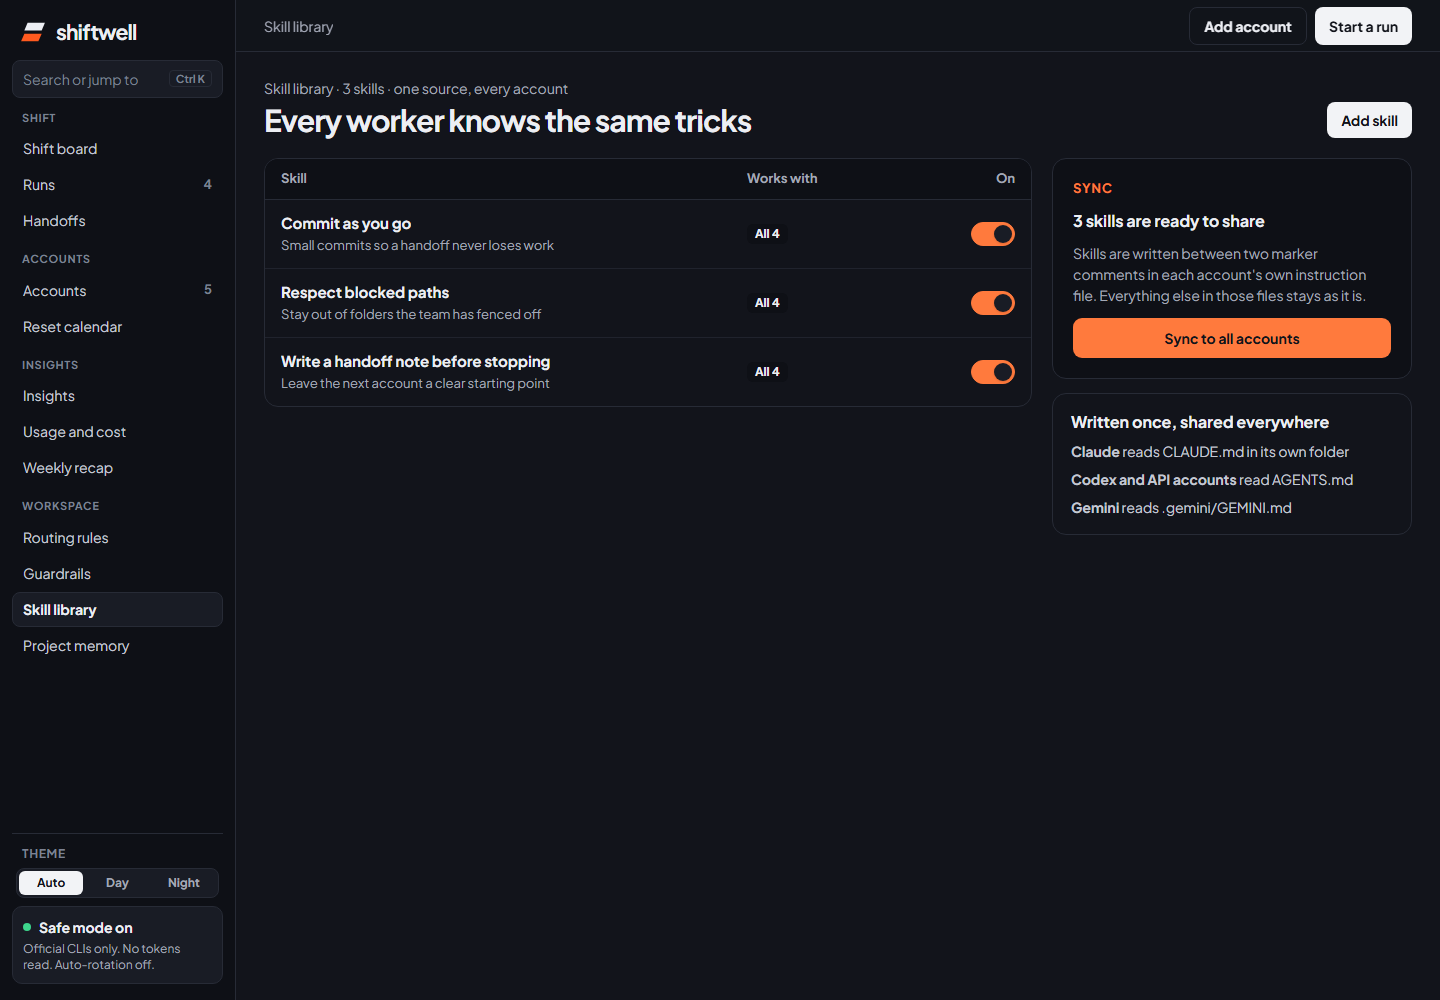 shiftwell
Search or jump to Ctrl K
SHIFT
Shift board
Runs 4
Handoffs
ACCOUNTS
Accounts 5
Reset calendar
INSIGHTS
Insights
Usage and cost
Weekly recap
WORKSPACE
Routing rules
Guardrails
Skill library
Project memory
THEME
Auto Day Night
Safe mode on
Official CLIs only. No tokens
read. Auto-rotation off.
Skill library
Add account Start a run
Skill library · 3 skills · one source, every account
Every worker knows the same tricks
Add skill
Skill Works with On
Commit as you go
Small commits so a handoff never loses work
All 4
Respect blocked paths
Stay out of folders the team has fenced off
All 4
Write a handoff note before stopping
Leave the next account a clear starting point
All 4
SYNC
3 skills are ready to share
Skills are written between two marker
comments in each account's own instruction
file. Everything else in those files stays as it is.
Sync to all accounts
Written once, shared everywhere
Claude reads CLAUDE.md in its own folder
Codex and API accounts read AGENTS.md
Gemini reads .gemini/GEMINI.md